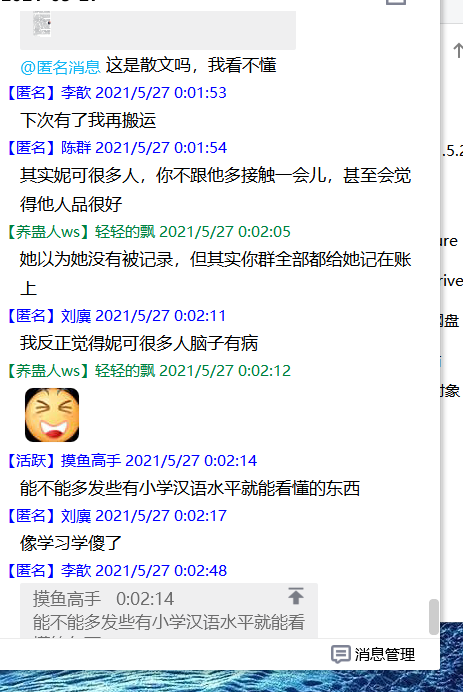 @匿名消息 这是散文吗，我看不懂
【匿名】李歆 2021/5/27 0:01:53
下次有了我再搬运
【匿名】陈群 2021/5/27 0:01:54
其实妮可很多人，你不跟他多接触一会儿，甚至会觉
得他人品很好
【养蛊人ws】轻轻的飘 2021/5/27 0:02:05
她以为她没有被记录，但其实你群全部都给她记在账
上
【匿名】刘廙 2021/5/27 0:02:11
我反正觉得妮可很多人脑子有病
【养蛊人ws】轻轻的飘 2021/5/27 0:02:12
【活跃】摸鱼高手 2021/5/27 0:02:14
能不能多发些有小学汉语水平就能看懂的东西
【匿名】刘廙 2021/5/27 0:02:17
像学习学傻了
【匿名】李歆 2021/5/27 0:02:48
摸鱼高手 0:02:14
能不能多发些有小学汉语水平就能看
消息管理
.5.2
ure
rive
网盘
对象